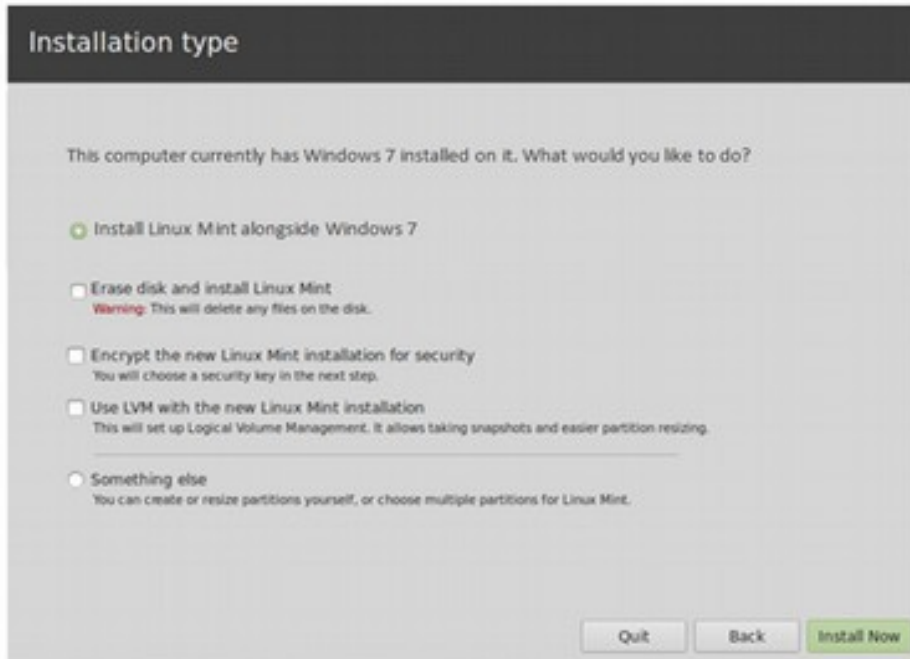 Installation type
This computer currently has Windows 7 installed on it. What would you like to do?
Install Linux Mint alongside Windows 7
Erase disk and install Linux Mint
Warning: This will delete any files on the disk.
Encrypt the new Linux Mint installation for security
You will choose a security key in the next step.
Use LVM with the new Linux Mint installation
This will set up Logical Volume Management. It allows taking snapshots and easier partition resizing.
Something else
You can create or resize partitions yourself, or choose multiple partitions for Linux Mint.
Quit
Back
Install Now